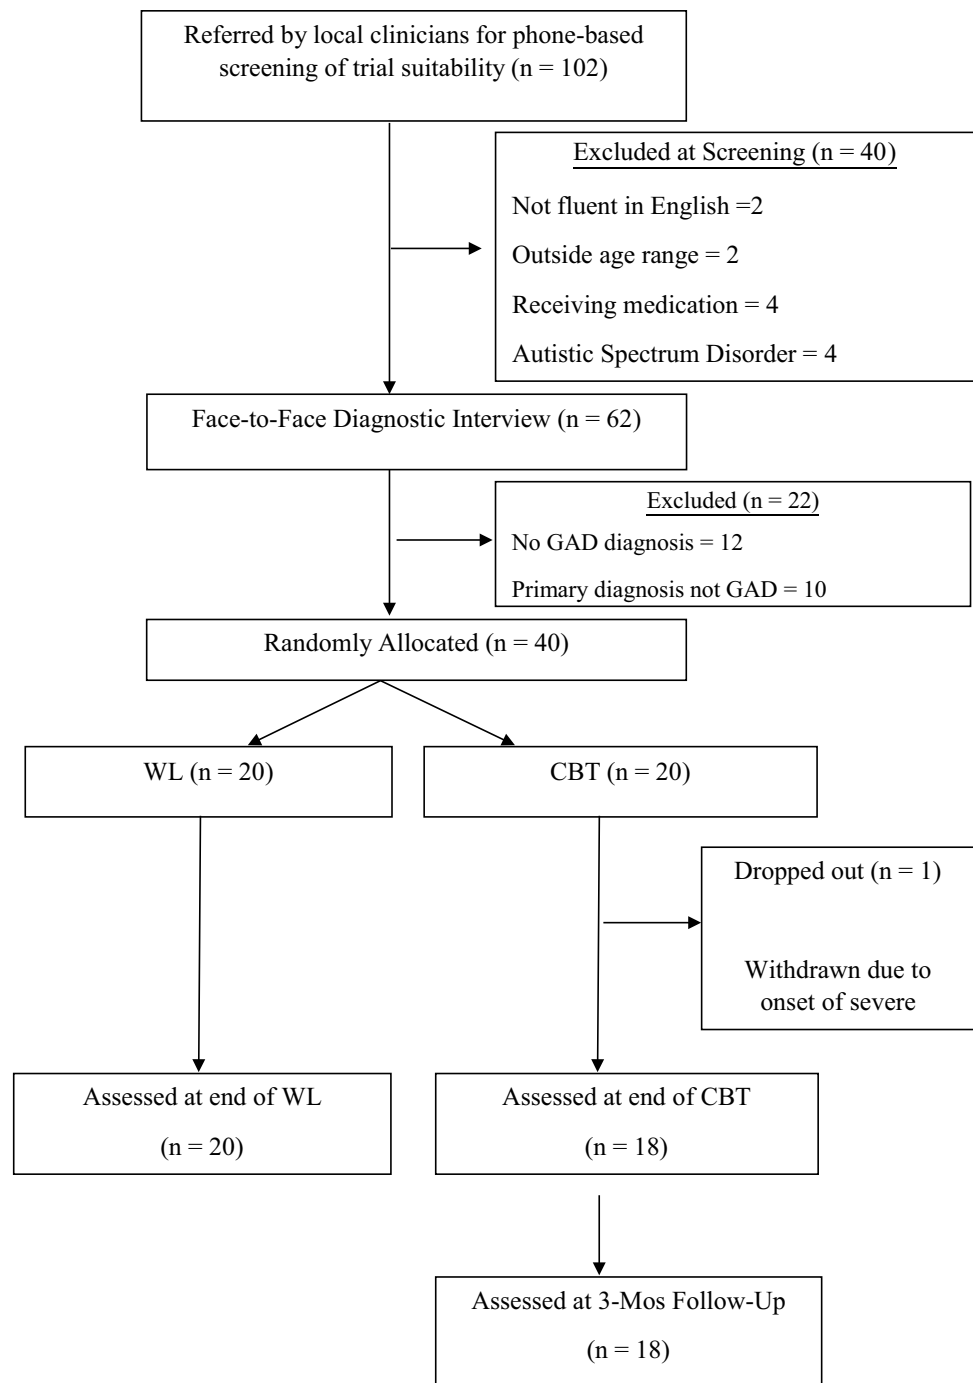 Referred by local clinicians for phone-based
screening of trial suitability (n = 102)
Excluded at Screening (n = 40)
Not fluent in English =2
Outside age range = 2
Receiving medication = 4
Autistic Spectrum Disorder = 4
Face-to-Face Diagnostic Interview (n = 62)
Excluded (n = 22)
No GAD diagnosis = 12
Primary diagnosis not GAD = 10
Randomly Allocated (n = 40)
WL (n = 20)
CBT (n = 20)
Dropped out (n = 1)
Withdrawn due to
onset of severe
Assessed at end of WL
(n = 20)
Assessed at end of CBT
(n = 18)
Assessed at 3-Mos Follow-Up
(n = 18)